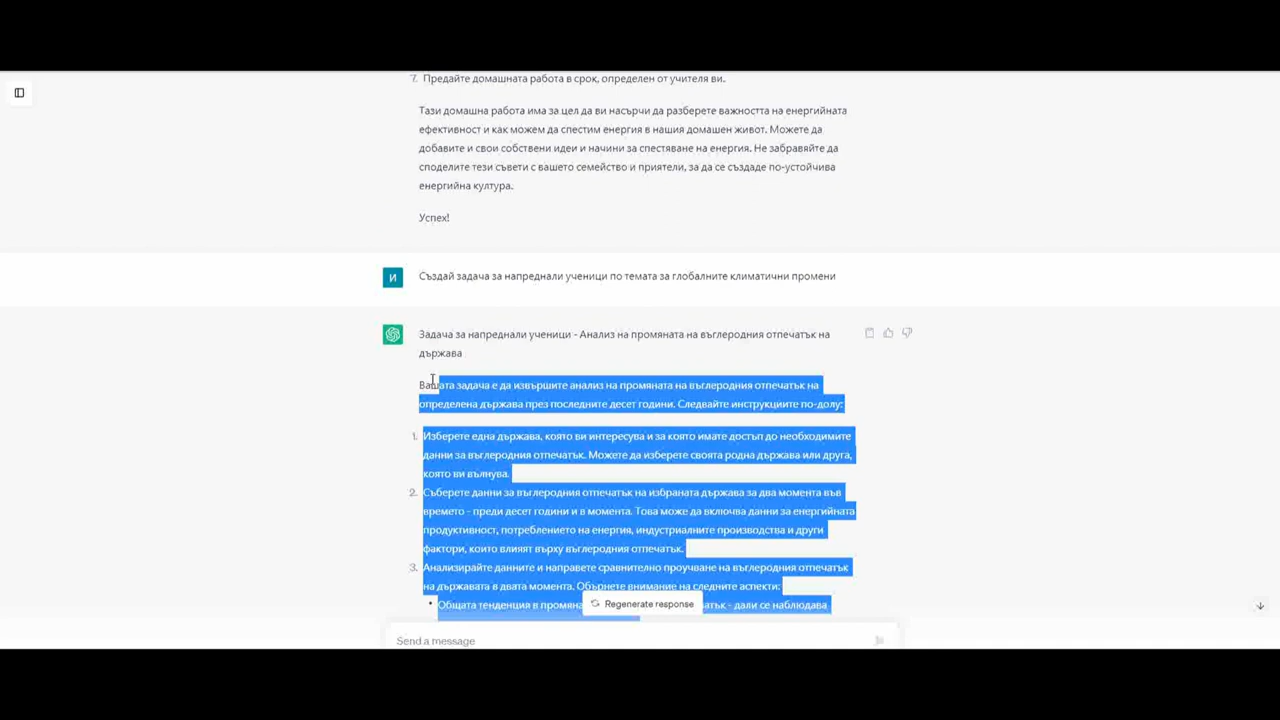 7. Предайте домашната работа в срок, определен от учителя ви.
Тази домашна работа има за цел да ви насърчи да разберете важността на енергийната
ефективност и как можем да спестим енергия в нашия домашен живот. Можете да
добавите и свои собствени идеи и начини за спестяване на енергия. Не забравяйте да
споделите тези съвети с вашето семейство и приятели, за да се създаде по-устойчива
енергийна култура.
Успех!
И
Създай задача за напреднали ученици по темата за глобалните климатични промени
Задача за напреднали ученици - Анализ на промяната на въглеродния отпечатък на
държава
Вашата задача е да извършите анализ на промяната на въглеродния отпечатък на
определена държава през последните десет години. Следвайте инструкциите по-долу:
1. Изберете една държава, която ви интересува и за която имате достъп до необходимите
данни за въглеродния отпечатък. Можете да изберете своята родна държава или друга,
която ви вълнува.
2. Съберете данни за въглеродния отпечатък на избраната държава за два момента във
времето - преди десет години и в момента. Това може да включва данни за енергийната
продуктивност, потреблението на енергия, индустриалните производства и други
фактори, които влияят върху въглеродния отпечатък.
3. Анализирайте данните и направете сравнително проучване на въглеродния отпечатък
на държавата в двата момента. Обърнете внимание на следните аспекти:
• Общата тенденция в - дали се наблюдава
Regenerate response
Send a message